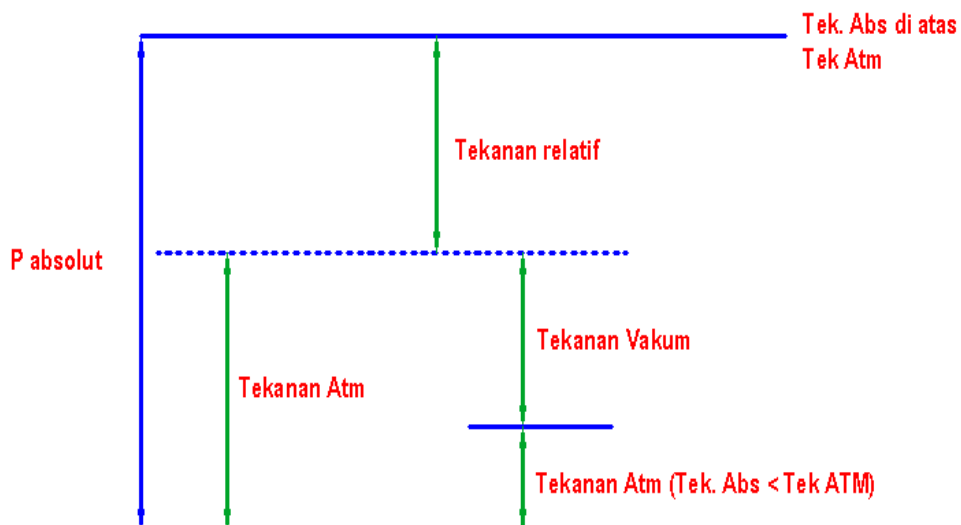 Tek. Abs di atas
Tek Atm
Tekanan relatif
P absolut
Tekanan Vakum
Tekanan Atm
Tekanan Atm (Tek. Abs < Tek ATM)